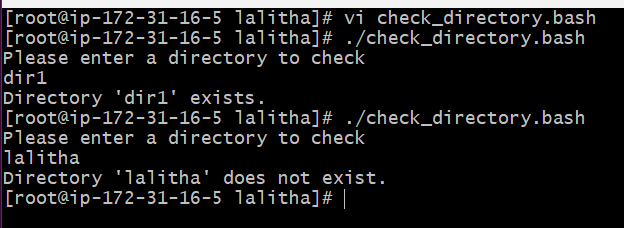 [root@ip-172-31-16-5 lalitha]# vi check_directory.bash
[root@ip-172-31-16-5 lalitha]# ./check_directory.bash
Please enter a directory to check
dir1
Directory 'dir1' exists.
[root@ip-172-31-16-5 lalitha]# ./check_directory.bash
Please enter a directory to check
lalitha
Directory 'lalitha' does not exist.
[root@ip-172-31-16-5 lalitha]#